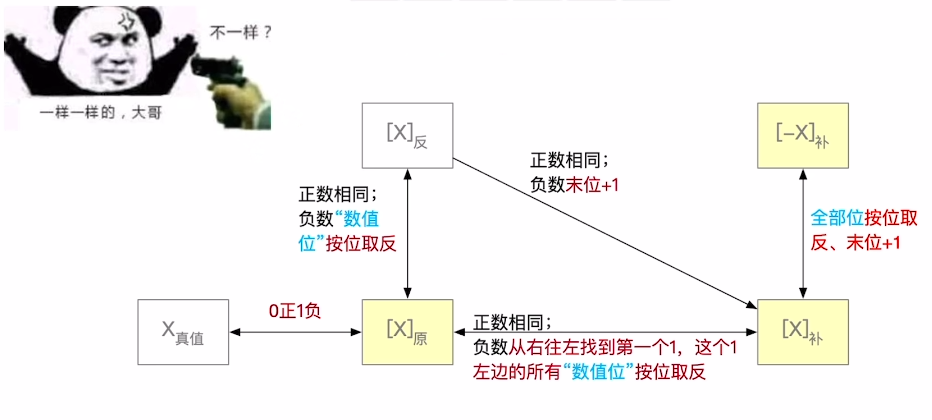 不一样？
一样一样的，大哥
[X]反
[-X]补
正数相同；
负数末位+1
正数相同；
负数“数值
位”按位取反
全部位按位取
反、末位+1
X真值
0正1负
[X]原
正数相同；
负数从右往左找到第一个1，这个1
左边的所有“数值位”按位取反
[X]补